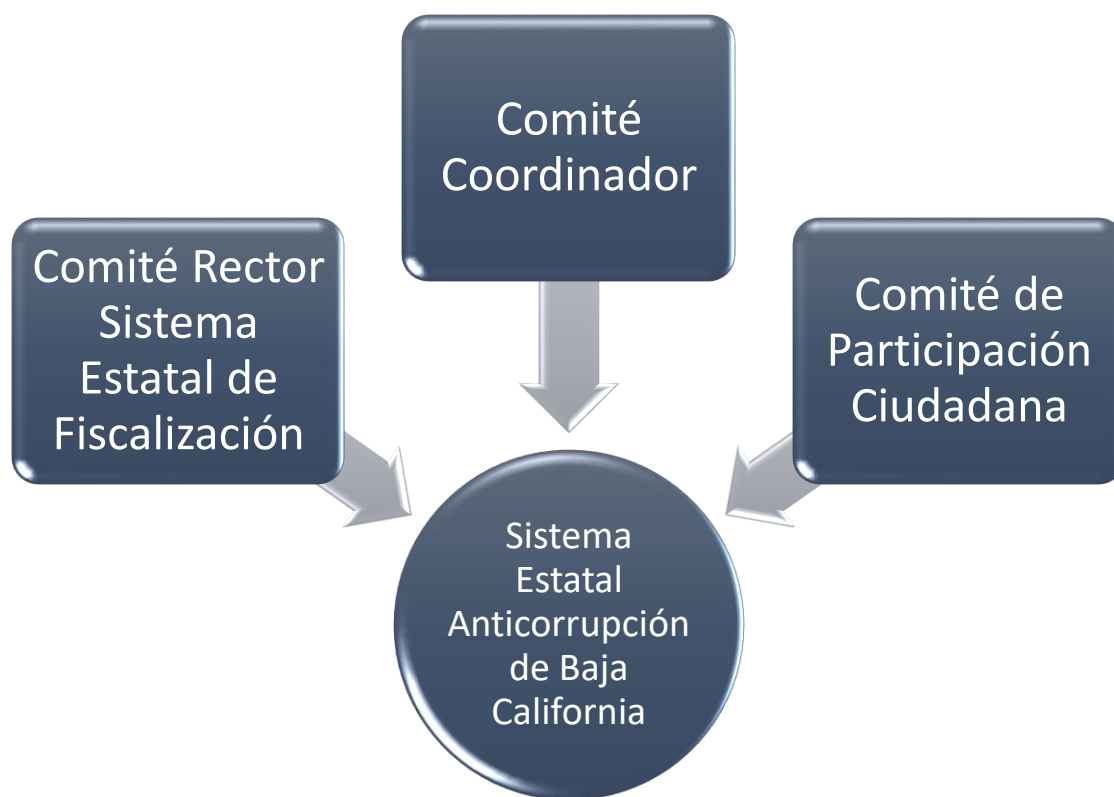 Comité
Coordinador
Comité Rector
Sistema
Estatal de
Fiscalización
Comité de
Participación
Ciudadana
Sistema
Estatal
Anticorrupción
de Baja
California